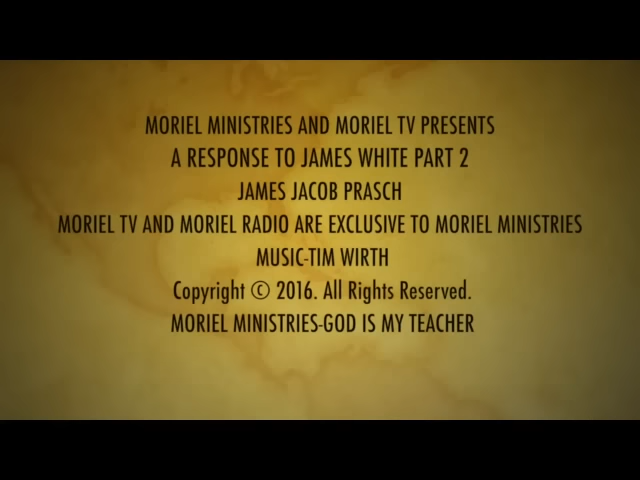 MORIEL MINISTRIES AND MORIEL TV PRESENTS
A RESPONSE TO JAMES WHITE PART 2
JAMES JACOB PRASCH
MORIEL TV AND MORIEL RADIO ARE EXCLUSIVE TO MORIEL MINISTRIES
MUSIC-TIM WIRTH
Copyright © 2016. All Rights Reserved.
MORIEL MINISTRIES-GOD IS MY TEACHER